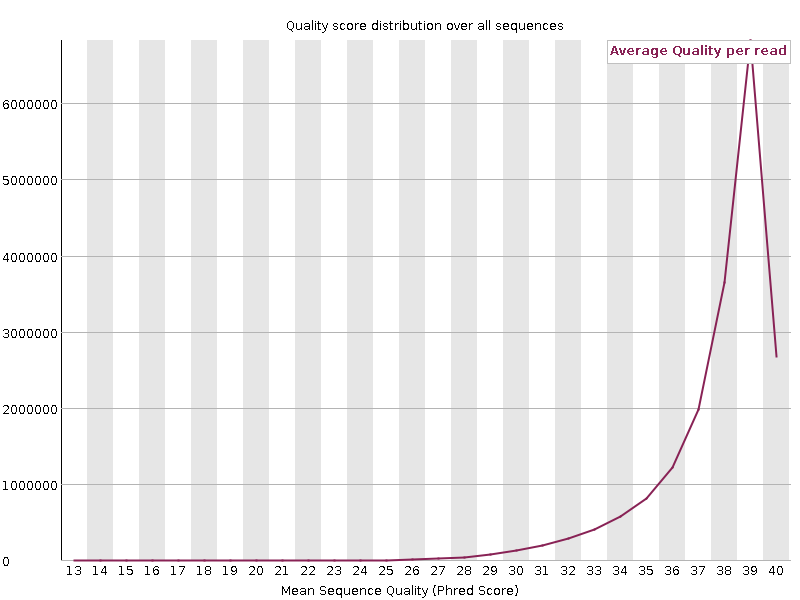 Quality score distribution over all sequences
Average Quality per read
6000000
5000000
4000000
3000000
2000000
1000000
0
13 14 15 16 17 18 19 20 21 22 23 24 25 26 27 28 29 30 31 32 33 34 35 36 37 38 39 40
Mean Sequence Quality (Phred Score)